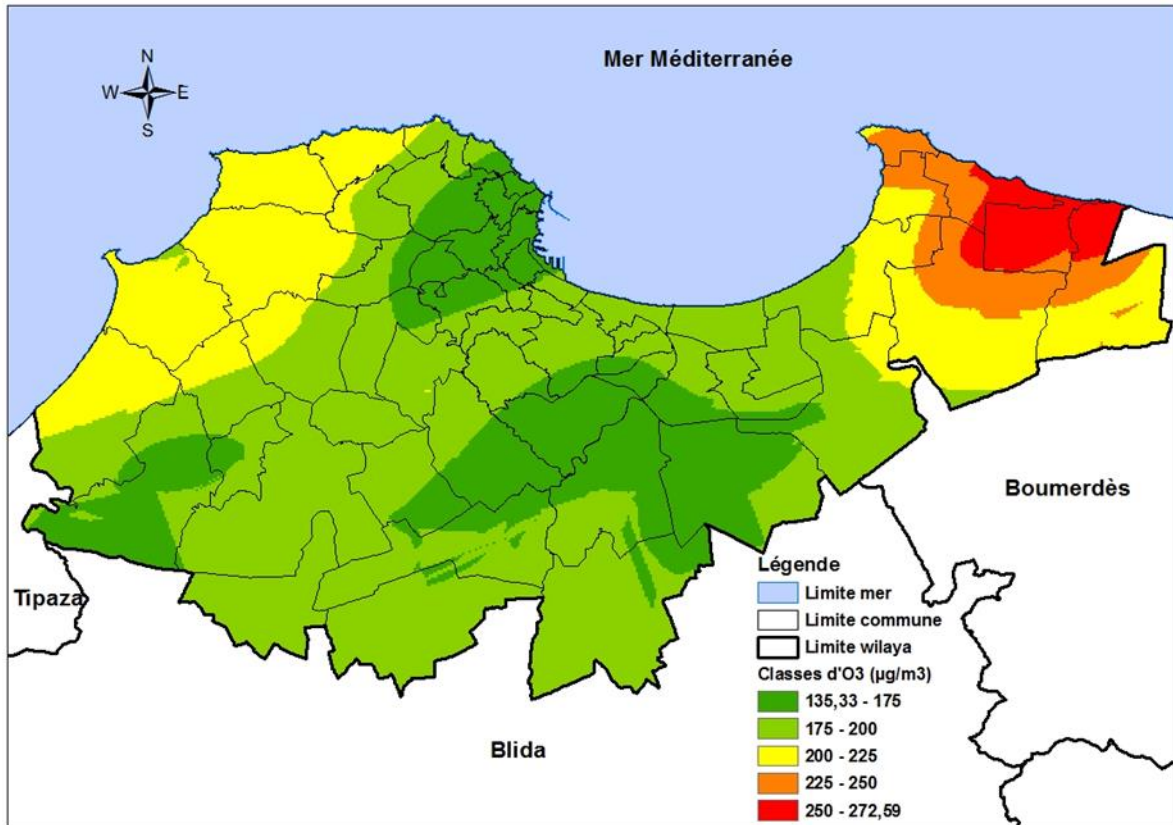 Mer Méditerranée
N
W E
S
Boumerdès
Tipaza
Blida
Légende
Limite mer
Limite commune
Limite wilaya
Classes d'O3 (µg/m3)
135,33 - 175
175 - 200
200 - 225
225 - 250
250 - 272,59